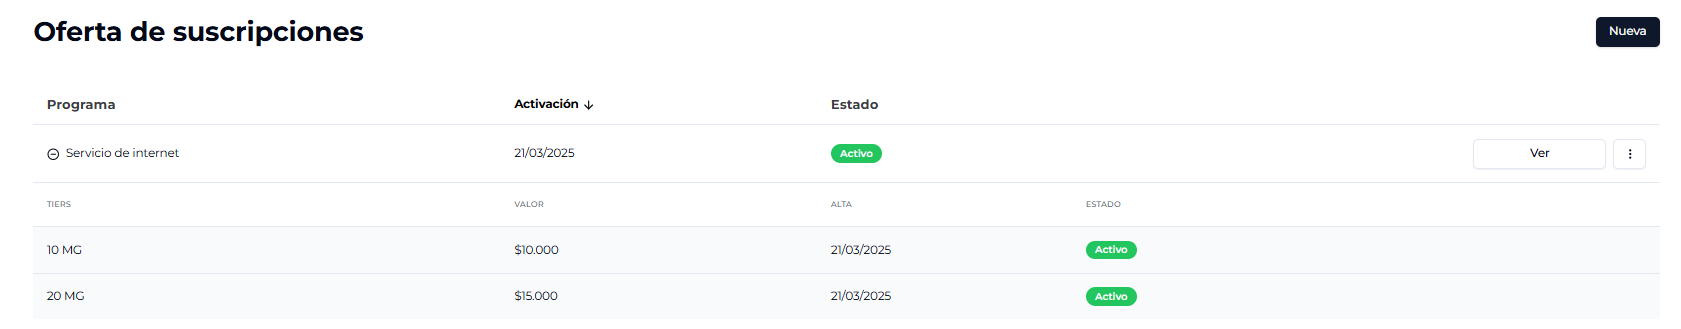 Oferta de suscripciones
Nueva
Programa Activación ↓ Estado
Servicio de internet 21/03/2025 Activo Ver
TIERS VALOR ALTA ESTADO
10 MG $10.000 21/03/2025 Activo
20 MG $15.000 21/03/2025 Activo